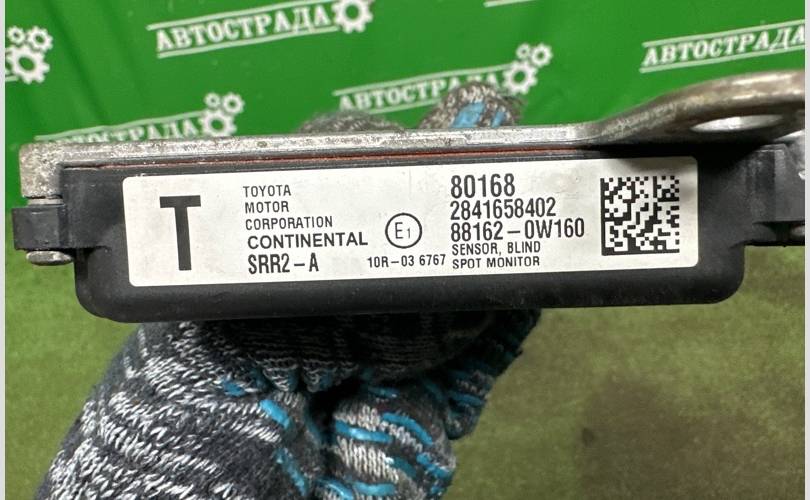 АВТОСТРАДА
АВТОСТРАДА
АВТОСТРАДА
АВТОСТРАДА
T
TOYOTA
MOTOR
CORPORATION
CONTINENTAL
SRR2-A
E1
10R-03 6767
80168
2841658402
88162-0W160
SENSOR, BLIND
SPOT MONITOR